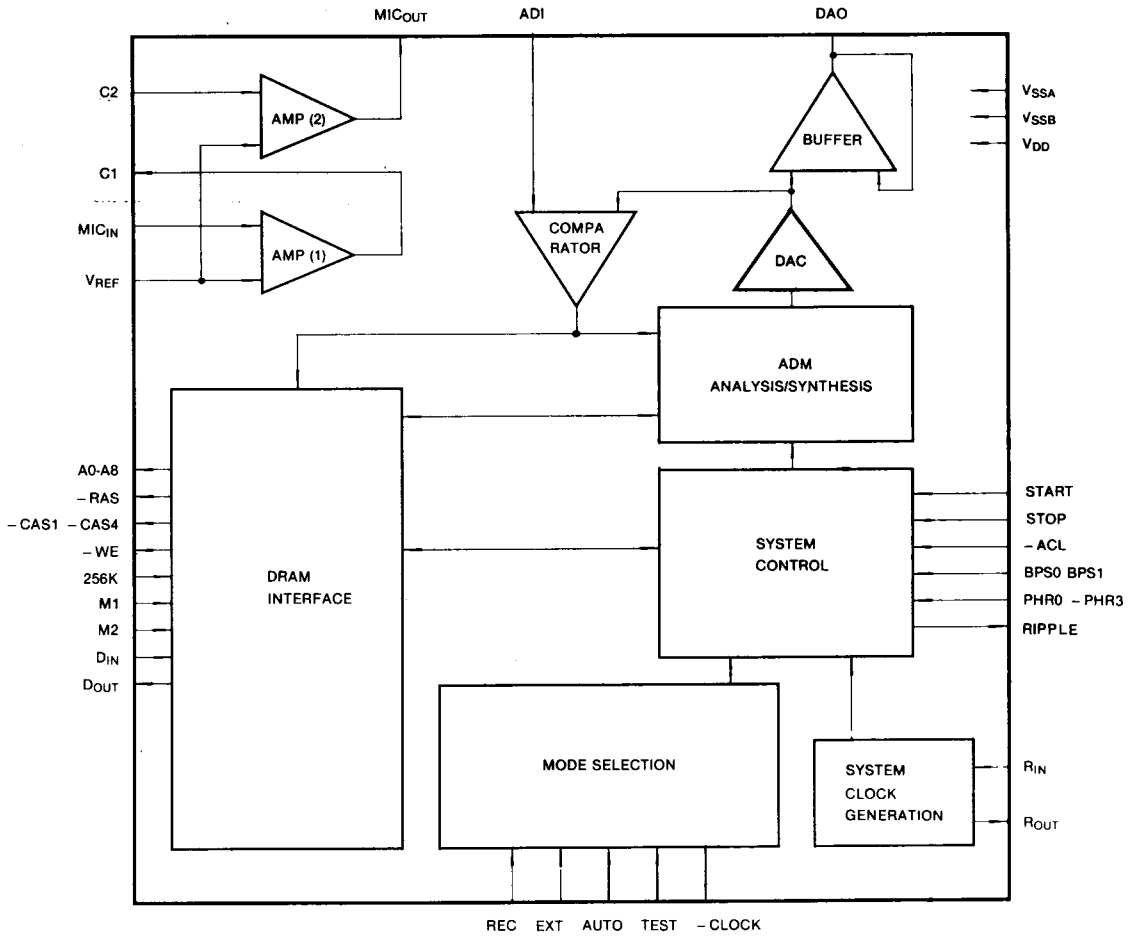 MICOUT
ADI
DAO
C2
AMP (2)
C1
MICIN
AMP (1)
VREF
COMPA
RATOR
BUFFER
DAC
VSSA
VSSB
VDD
ADM
ANALYSIS/SYNTHESIS
A0-A8
-RAS
-CAS1 -CAS4
-WE
256K
M1
M2
DIN
DOUT
DRAM
INTERFACE
SYSTEM
CONTROL
START
STOP
-ACL
BPS0 BPS1
PHR0 -PHR3
RIPPLE
MODE SELECTION
SYSTEM
CLOCK
GENERATION
RIN
ROUT
REC EXT AUTO TEST -CLOCK